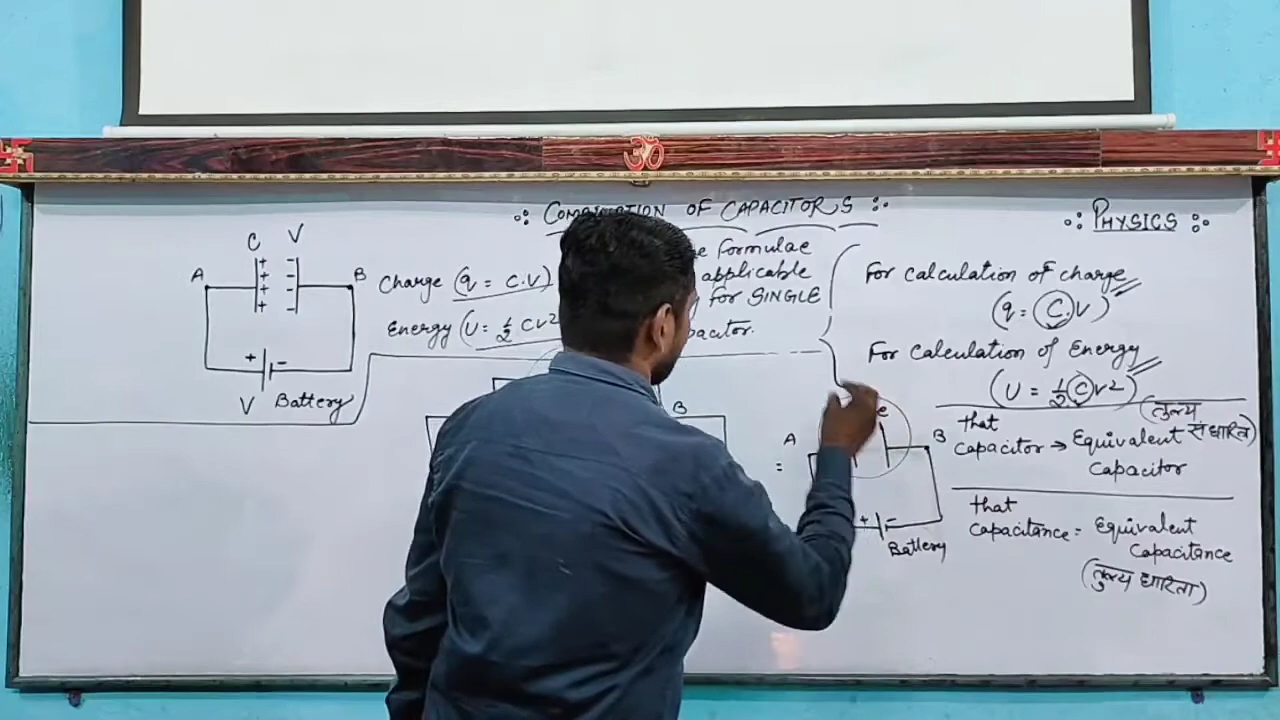 ॐ
:: COMBINATION OF CAPACITORS ::
:: PHYSICS ::
C V
A B
+ -
V Battery
Charge (q = C.V)
Energy (U = ½ CV²
Formulae
applicable
for SINGLE
For calculation of charge
(q = C.V)
For Calculation of Energy
(U = ½ C V²)
that
capacitor → Equivalent
Capacitor
(तुल्य
संधारित्र)
that
capacitance = Equivalent
Capacitance
(तुल्य धारिता)
B
=
A B
+ -
Battery